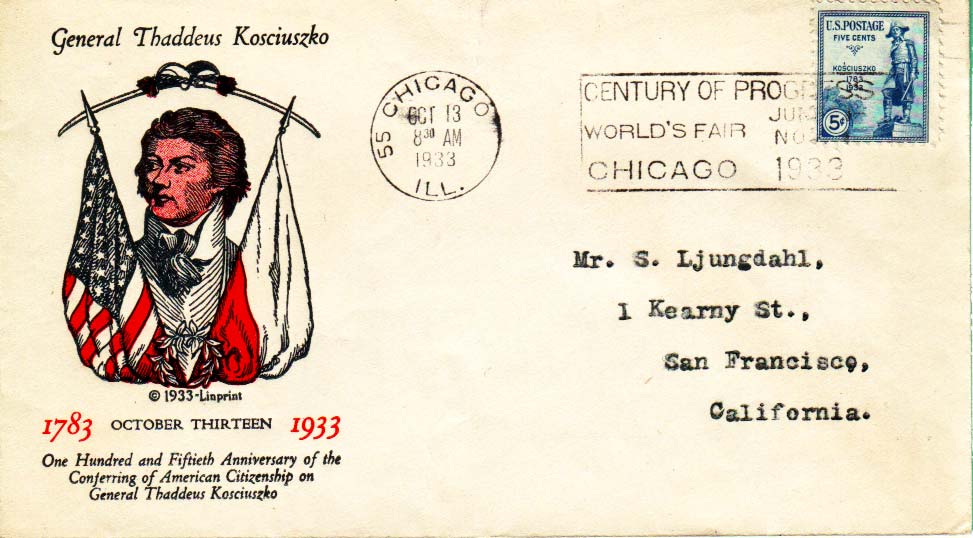 General Thaddeus Kosciuszko
© 1933-Linprint
1783 OCTOBER THIRTEEN 1933
One Hundred and Fiftieth Anniversary of the
Conferring of American Citizenship on
General Thaddeus Kosciuszko
55 CHICAGO
OCT 13
8 30 AM
1933
ILL.
CENTURY OF PROGRESS
WORLD'S FAIR
CHICAGO 1933
U.S. POSTAGE
FIVE CENTS
KOSCIUSZKO
1783
1933
5¢
Mr. S. Ljungdahl,
1 Kearny St.,
San Francisco,
California.